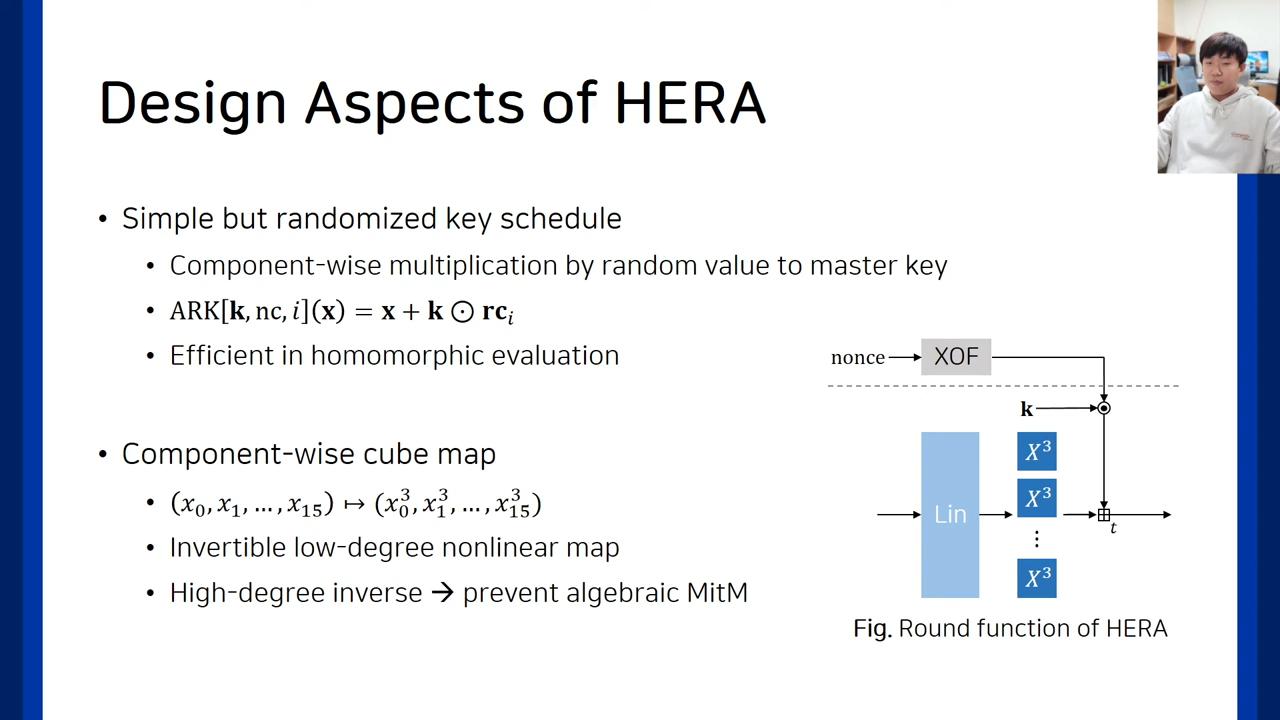 Design Aspects of HERA
• Simple but randomized key schedule
• Component-wise multiplication by random value to master key
• ARK[k, nc, i](x) = x + k ⊙ rc_i
• Efficient in homomorphic evaluation
• Component-wise cube map
• (x_0, x_1, …, x_15) ↦ (x_0^3, x_1^3, …, x_15^3)
• Invertible low-degree nonlinear map
• High-degree inverse → prevent algebraic MitM
nonce
XOF
k
Lin
X^3
X^3
⋮
X^3
t
Fig. Round function of HERA